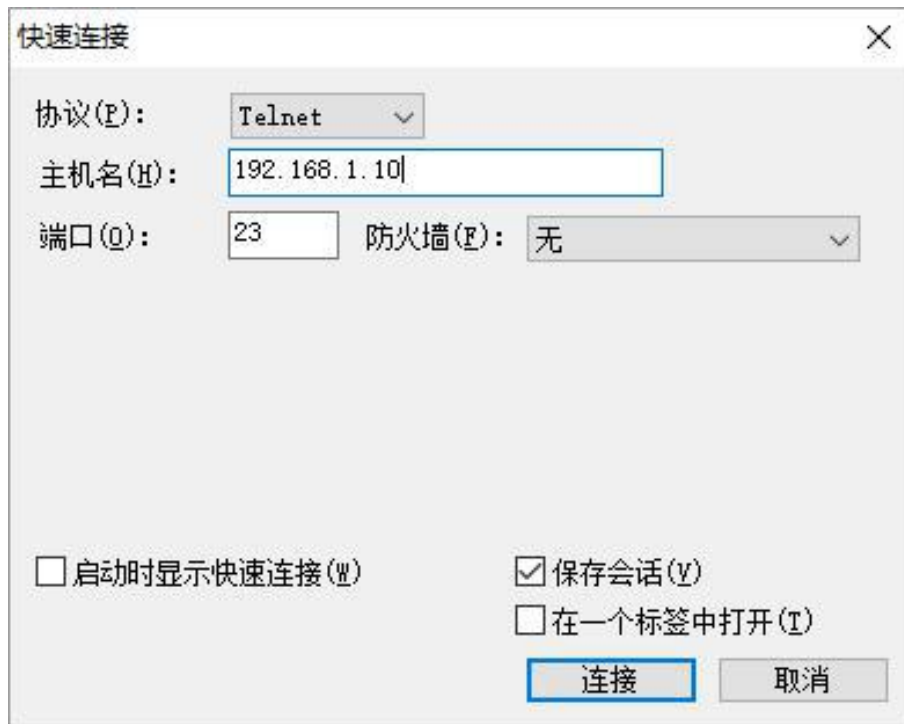 快速连接
协议(P): Telnet
主机名(H): 192.168.1.10
端口(O): 23 防火墙(F): 无
启动时显示快速连接(W) 保存会话(V)
在一个标签中打开(T)
连接 取消